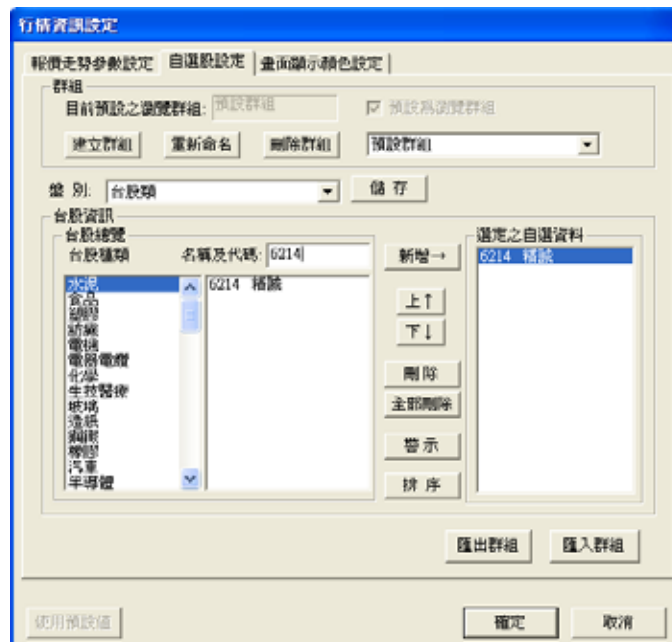 行情資訊設定
報價走勢參數設定 自選股設定 畫面顯示顏色設定
群組
目前預設之瀏覽群組: 預設群組 預設為瀏覽群組
建立群組 重新命名 刪除群組 預設群組
盤 別: 台股類 儲 存
台股資訊
台股總覽 選定之自選資料
台股種類 名稱及代碼: 6214 新增→ 6214 精誠
水泥 6214 精誠
食品
塑膠 上↑
紡織
電機 下↓
電器電纜
化學 刪 除
生技醫療
玻璃 全部刪除
造紙
鋼鐵
橡膠 警 示
汽車
半導體 排 序
匯出群組 匯入群組
使用預設值 確定 取消